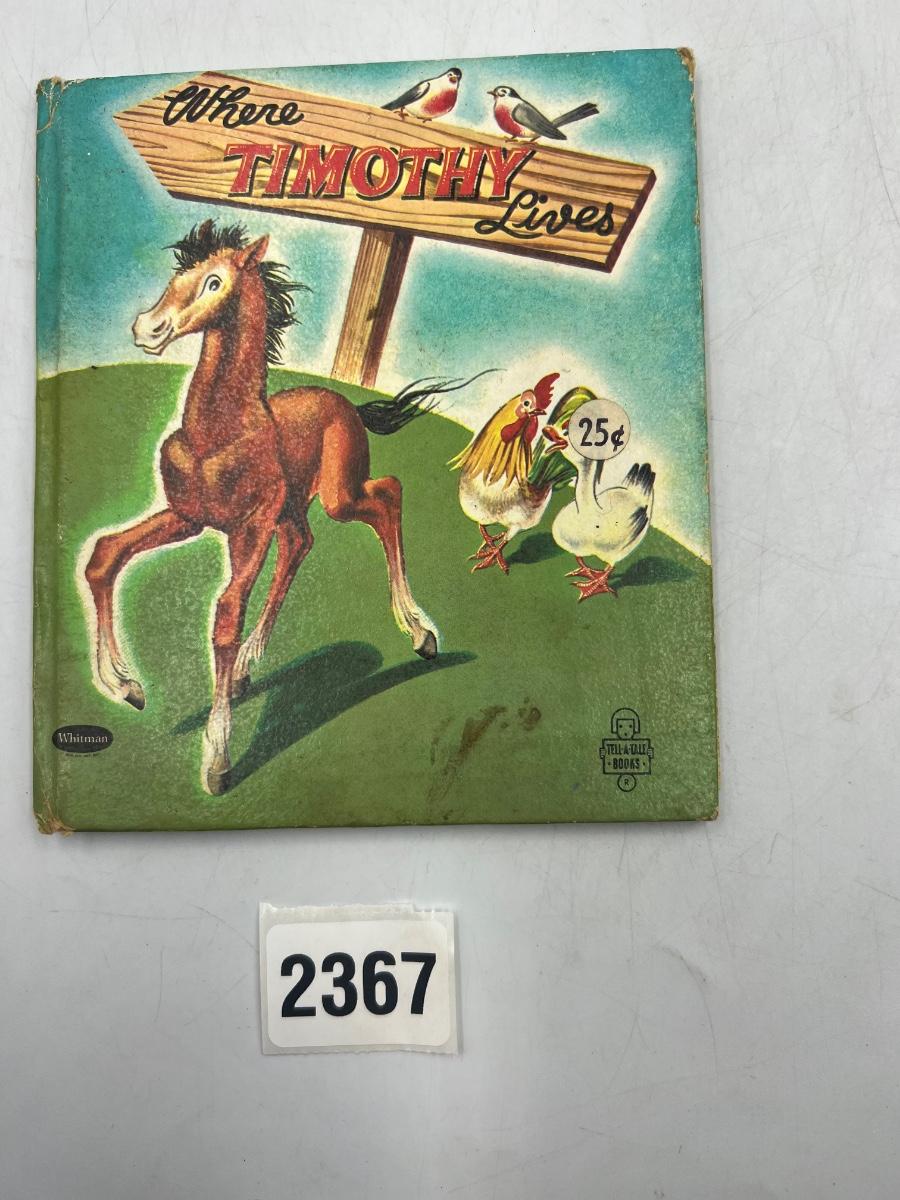 Where
TIMOTHY
Lives
25¢
Whitman
TELL-A-TALE
BOOKS
R
2367